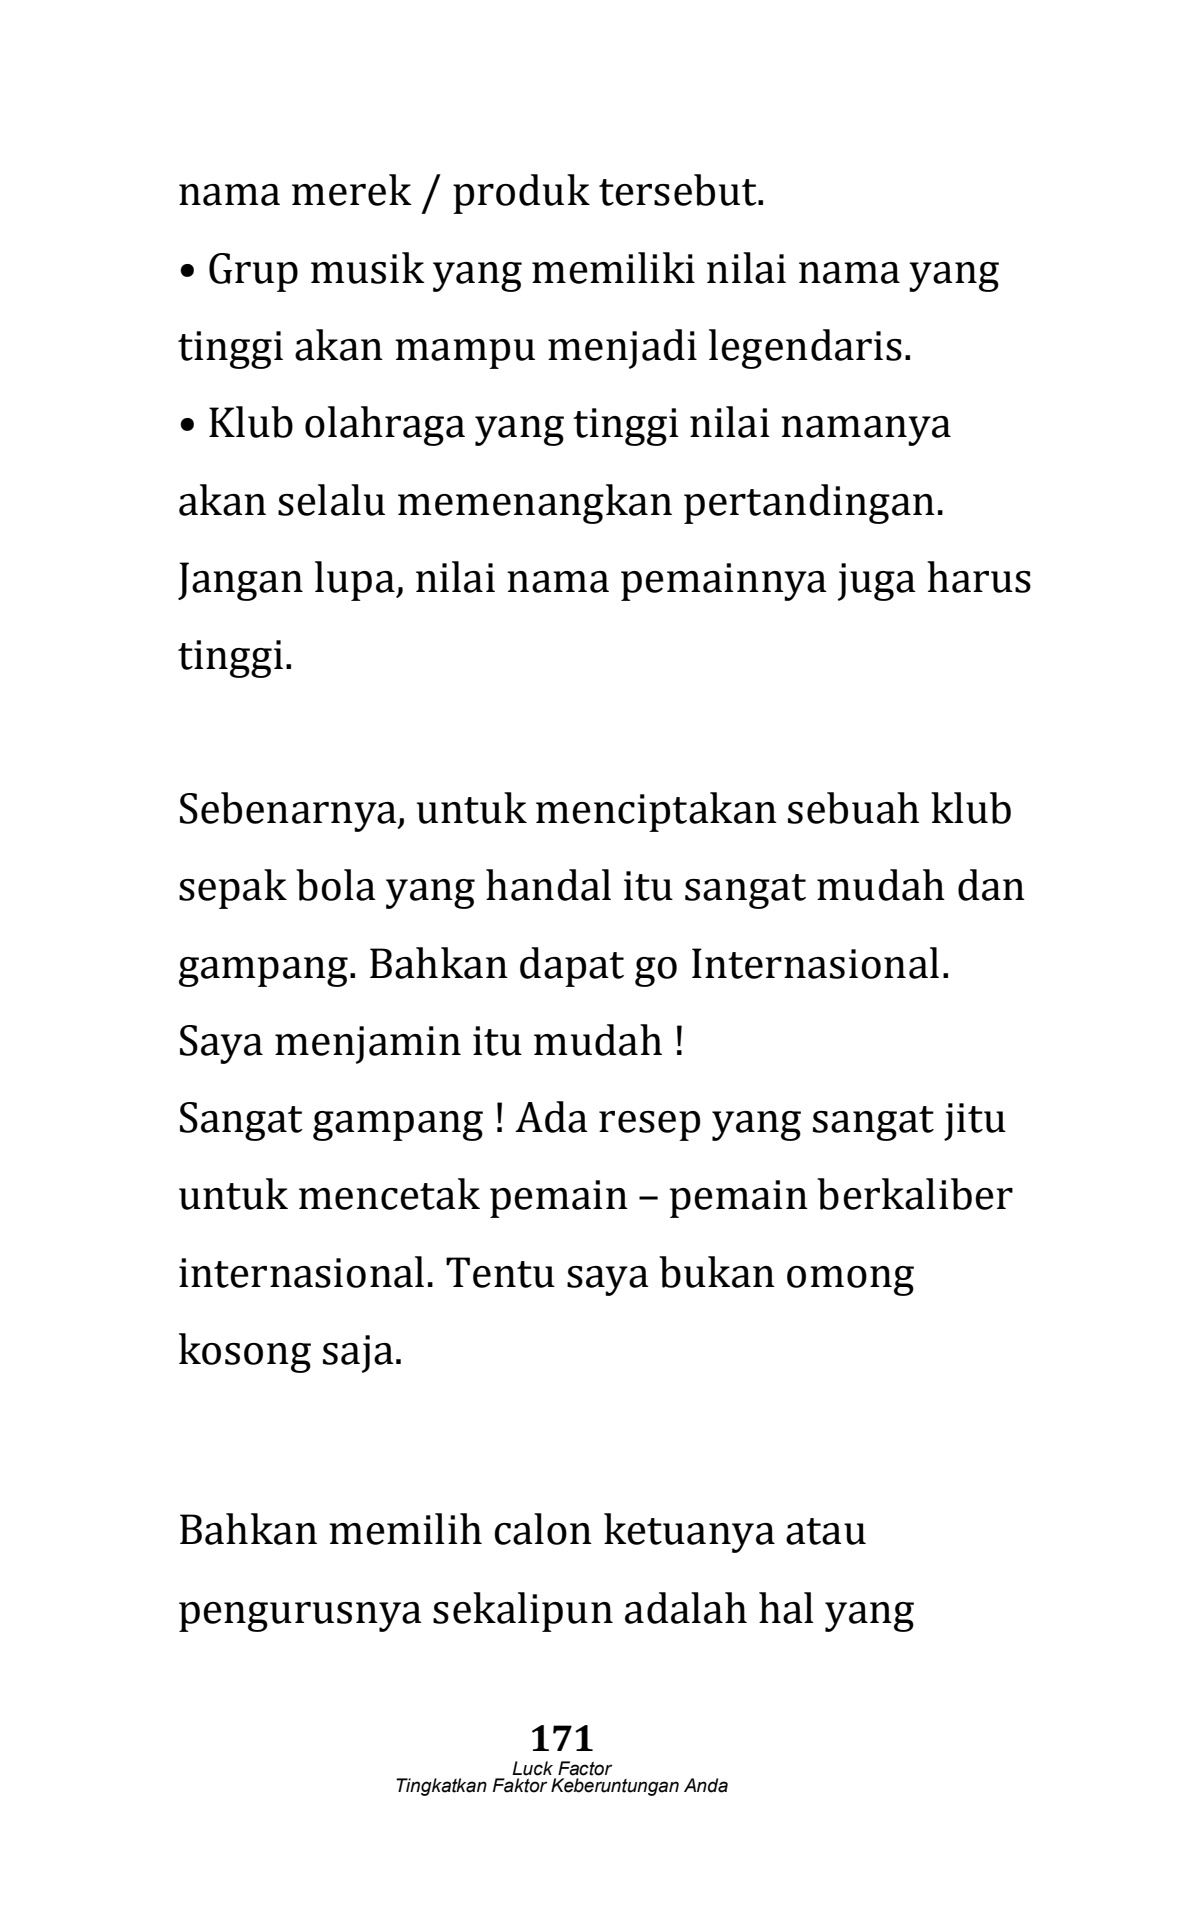 nama merek / produk tersebut.
• Grup musik yang memiliki nilai nama yang
tinggi akan mampu menjadi legendaris.
• Klub olahraga yang tinggi nilai namanya
akan selalu memenangkan pertandingan.
Jangan lupa, nilai nama pemainnya juga harus
tinggi.
Sebenarnya, untuk menciptakan sebuah klub
sepak bola yang handal itu sangat mudah dan
gampang. Bahkan dapat go Internasional.
Saya menjamin itu mudah !
Sangat gampang ! Ada resep yang sangat jitu
untuk mencetak pemain – pemain berkaliber
internasional. Tentu saya bukan omong
kosong saja.
Bahkan memilih calon ketuanya atau
pengurusnya sekalipun adalah hal yang
171
Luck Factor
Tingkatkan Faktor Keberuntungan Anda